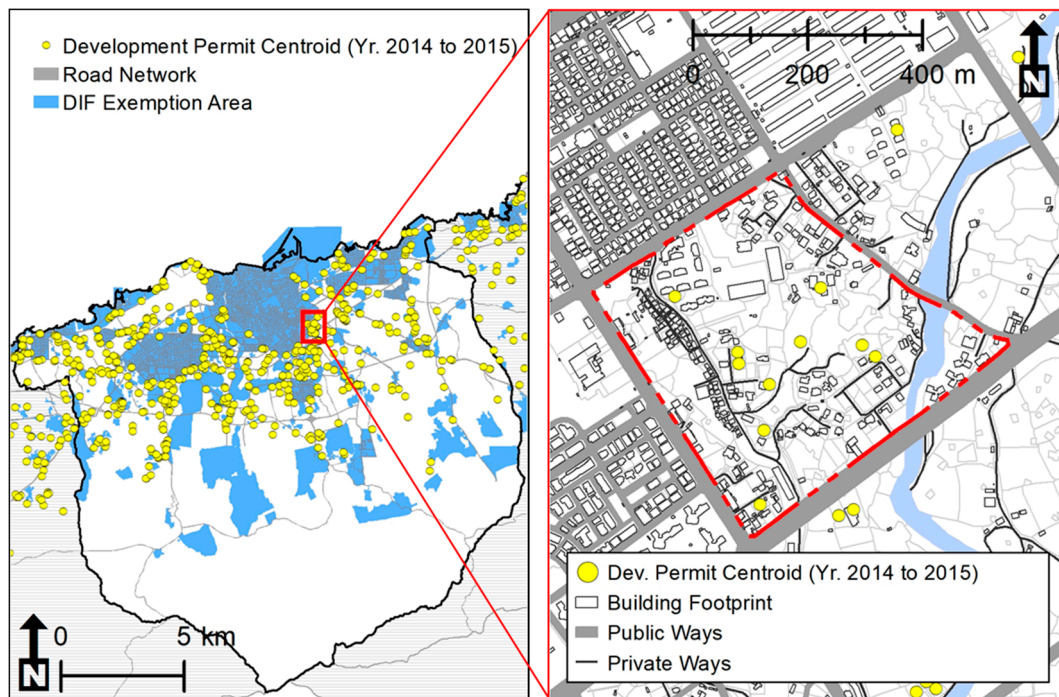 Development Permit Centroid (Yr. 2014 to 2015)
Road Network
DIF Exemption Area
0
5 km
N
0
200
400 m
N
Dev. Permit Centroid (Yr. 2014 to 2015)
Building Footprint
Public Ways
Private Ways